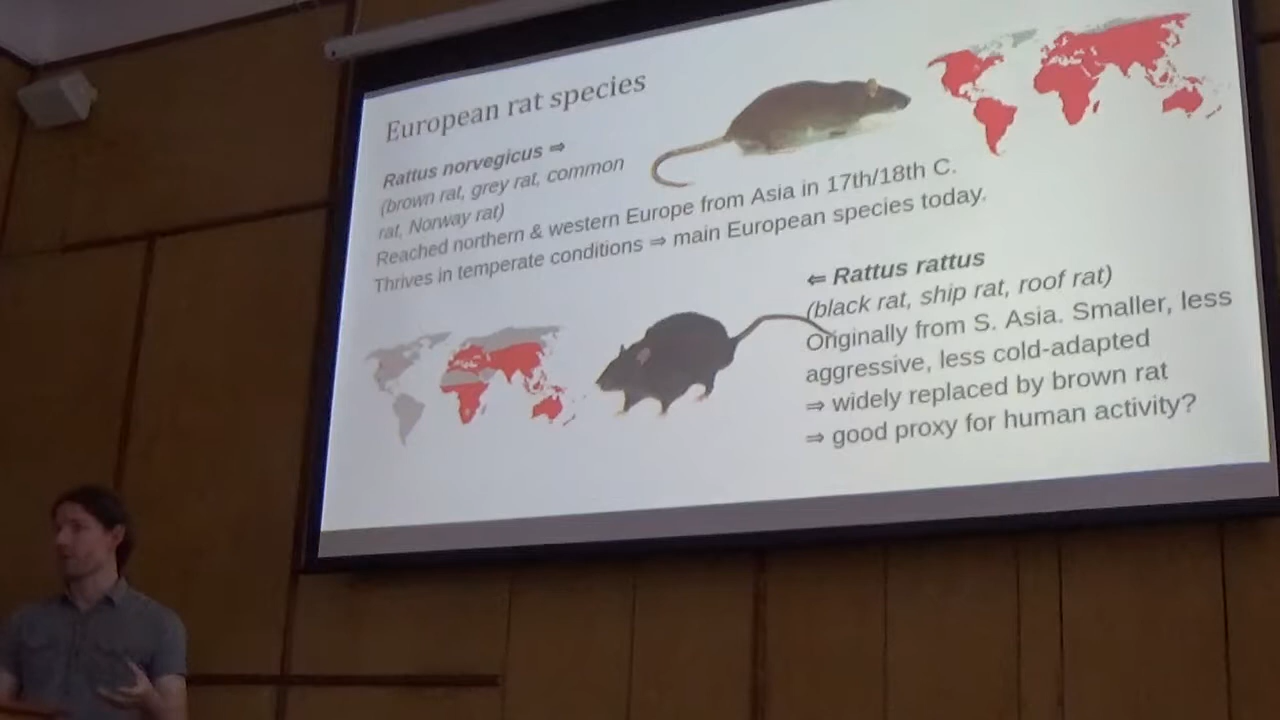 European rat species
Rattus norvegicus ⇒
(brown rat, grey rat, common
rat, Norway rat)
Reached northern & western Europe from Asia in 17th/18th C.
Thrives in temperate conditions ⇒ main European species today.
⇐ Rattus rattus
(black rat, ship rat, roof rat)
Originally from S. Asia. Smaller, less
aggressive, less cold-adapted
⇒ widely replaced by brown rat
⇒ good proxy for human activity?